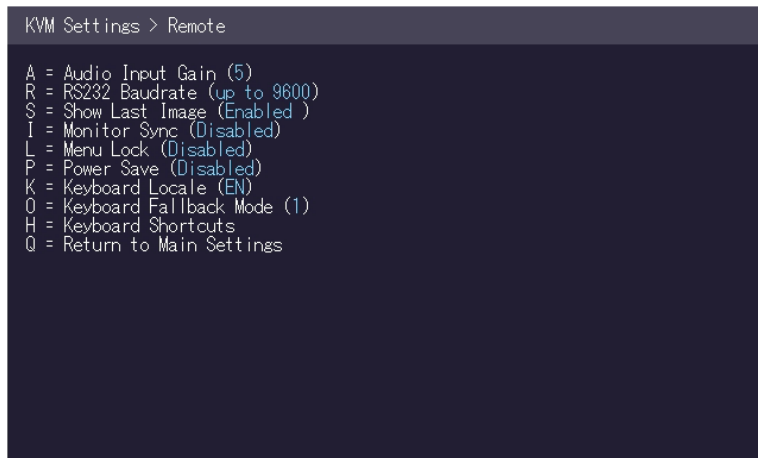 KVM Settings > Remote
A = Audio Input Gain (5)
R = RS232 Baudrate (up to 9600)
S = Show Last Image (Enabled )
I = Monitor Sync (Disabled)
L = Menu Lock (Disabled)
P = Power Save (Disabled)
K = Keyboard Locale (EN)
O = Keyboard Fallback Mode (1)
H = Keyboard Shortcuts
Q = Return to Main Settings